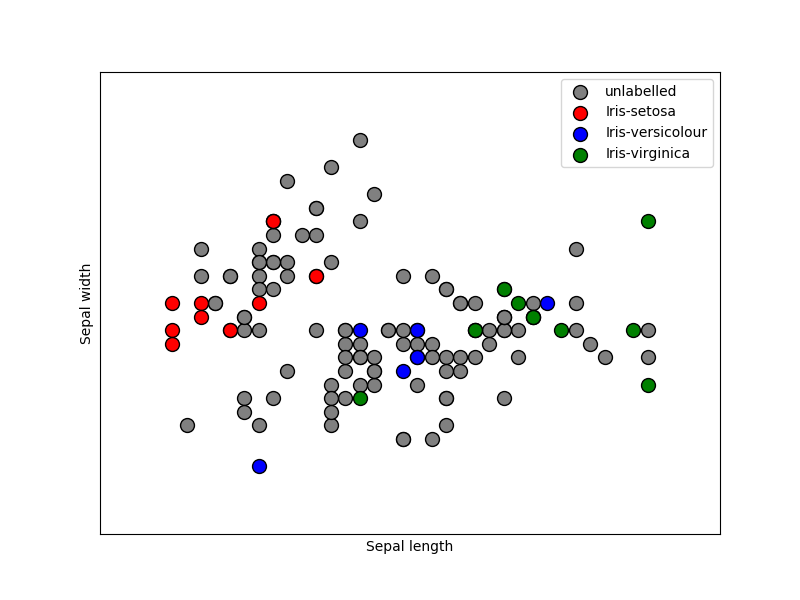 unlabelled
Iris-setosa
Iris-versicolour
Iris-virginica
Sepal width
Sepal length